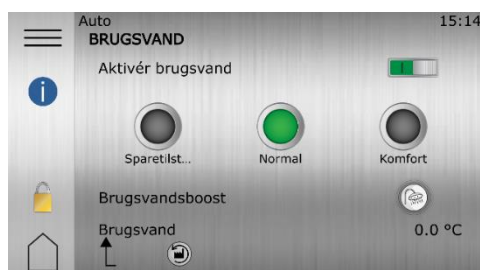 Auto 15:14
BRUGSVAND
Aktivér brugsvand
Sparetilst... Normal Komfort
Brugsvandsboost
Brugsvand 0.0 °C